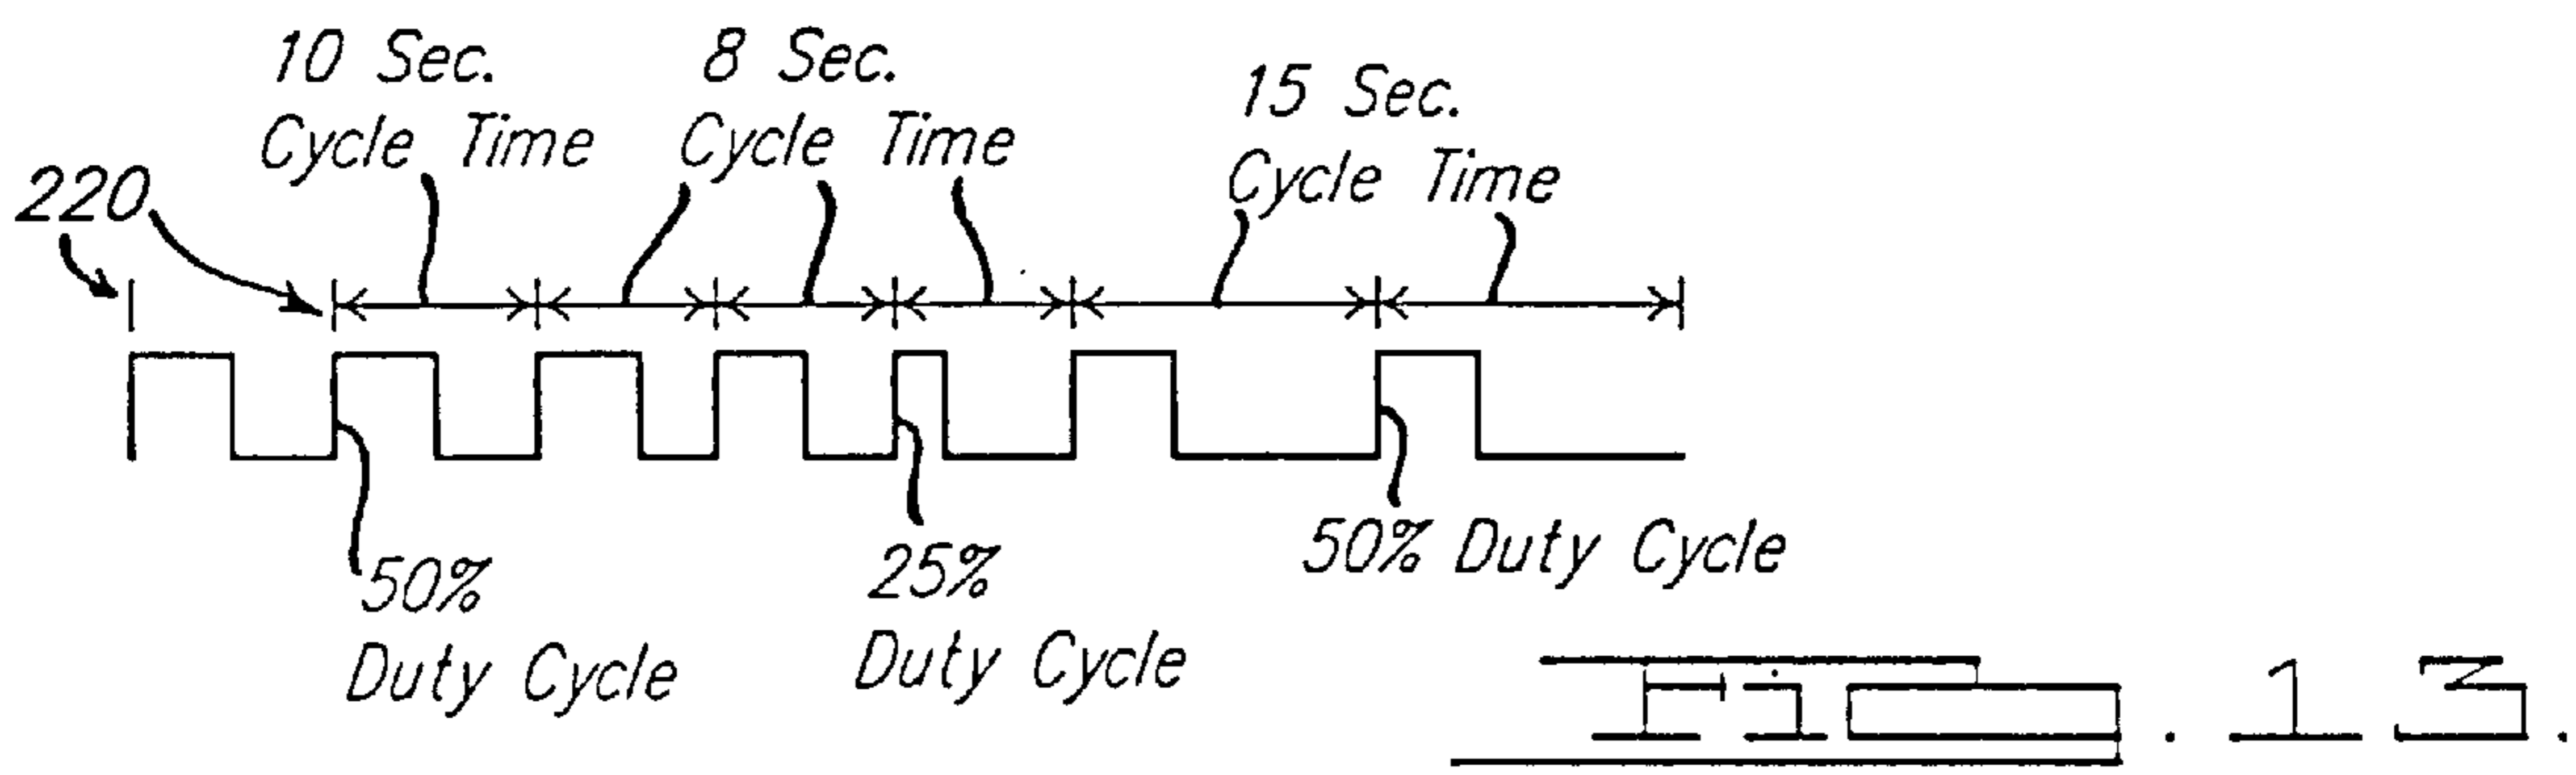 10 Sec.
Cycle Time
8 Sec.
Cycle Time
15 Sec.
Cycle Time
220
50%
Duty Cycle
25%
Duty Cycle
50% Duty Cycle
FIG. 13.